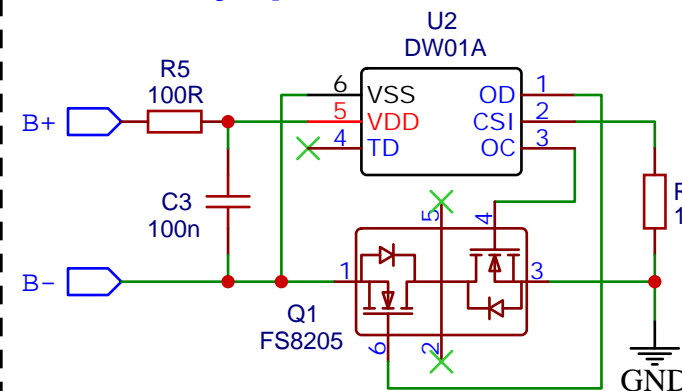 U2
DW01A
R5
100R
B+
6 VSS OD 1
5 VDD CSI 2
4 TD OC 3
C3
100n
5
4
R
1
B-
1
3
Q1
FS8205
6
2
GND